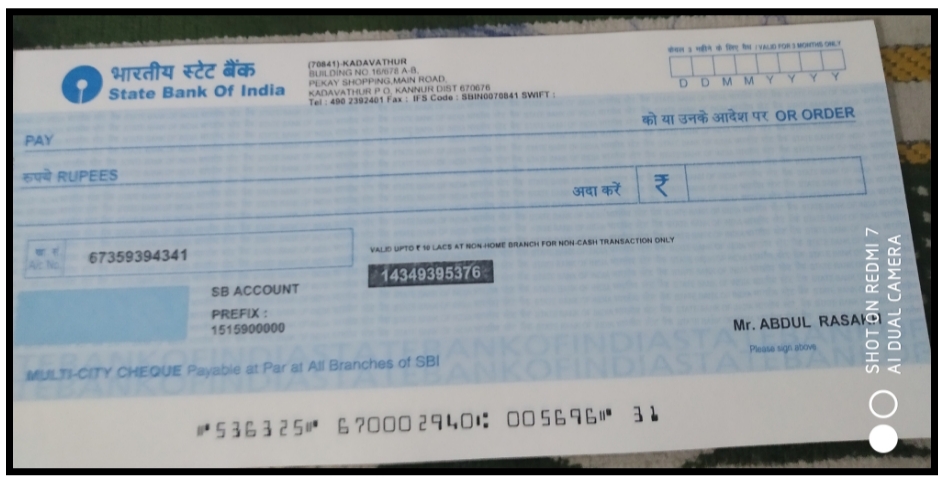 भारतीय स्टेट बैंक
State Bank Of India
(70841)-KADAVATHUR
BUILDING NO.16/678 A-B,
PEKAY SHOPPING,MAIN ROAD,
KADAVATHUR P O, KANNUR DIST 670676
Tel : 490 2392401 Fax : IFS Code : SBIN0070841 SWIFT :
केवल 3 महीने के लिए वैध / VALID FOR 3 MONTHS ONLY
D D M M Y Y Y Y
PAY
को या उनके आदेश पर OR ORDER
रुपये RUPEES
अदा करें ₹
A/c No.
67359394341
VALID UPTO ₹ 10 LACS AT NON-HOME BRANCH FOR NON-CASH TRANSACTION ONLY
14349395376
SB ACCOUNT
PREFIX :
1515900000
Mr. ABDUL RASAKH
Please sign above
MULTI-CITY CHEQUE Payable at Par at All Branches of SBI
⑈536325⑈ 670002940⑆ 005696⑈ 31
SHOT ON REDMI 7
AI DUAL CAMERA